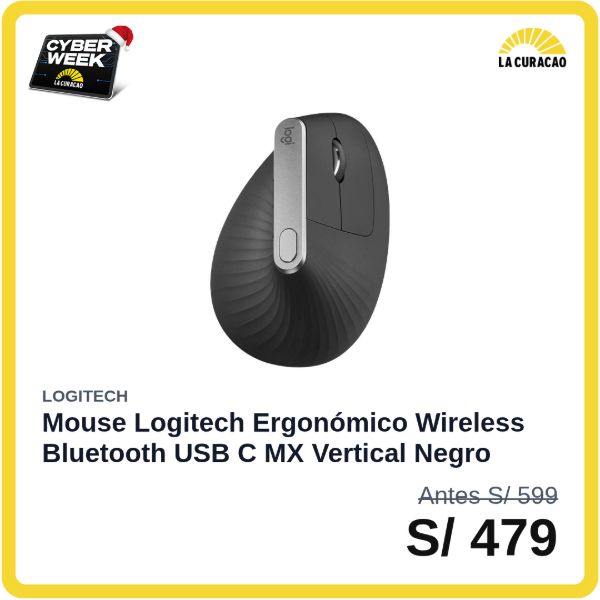 CYBER
WEEK
LA CURACAO
LA CURACAO
logi
LOGITECH
Mouse Logitech Ergonómico Wireless
Bluetooth USB C MX Vertical Negro
Antes S/ 599
S/ 479